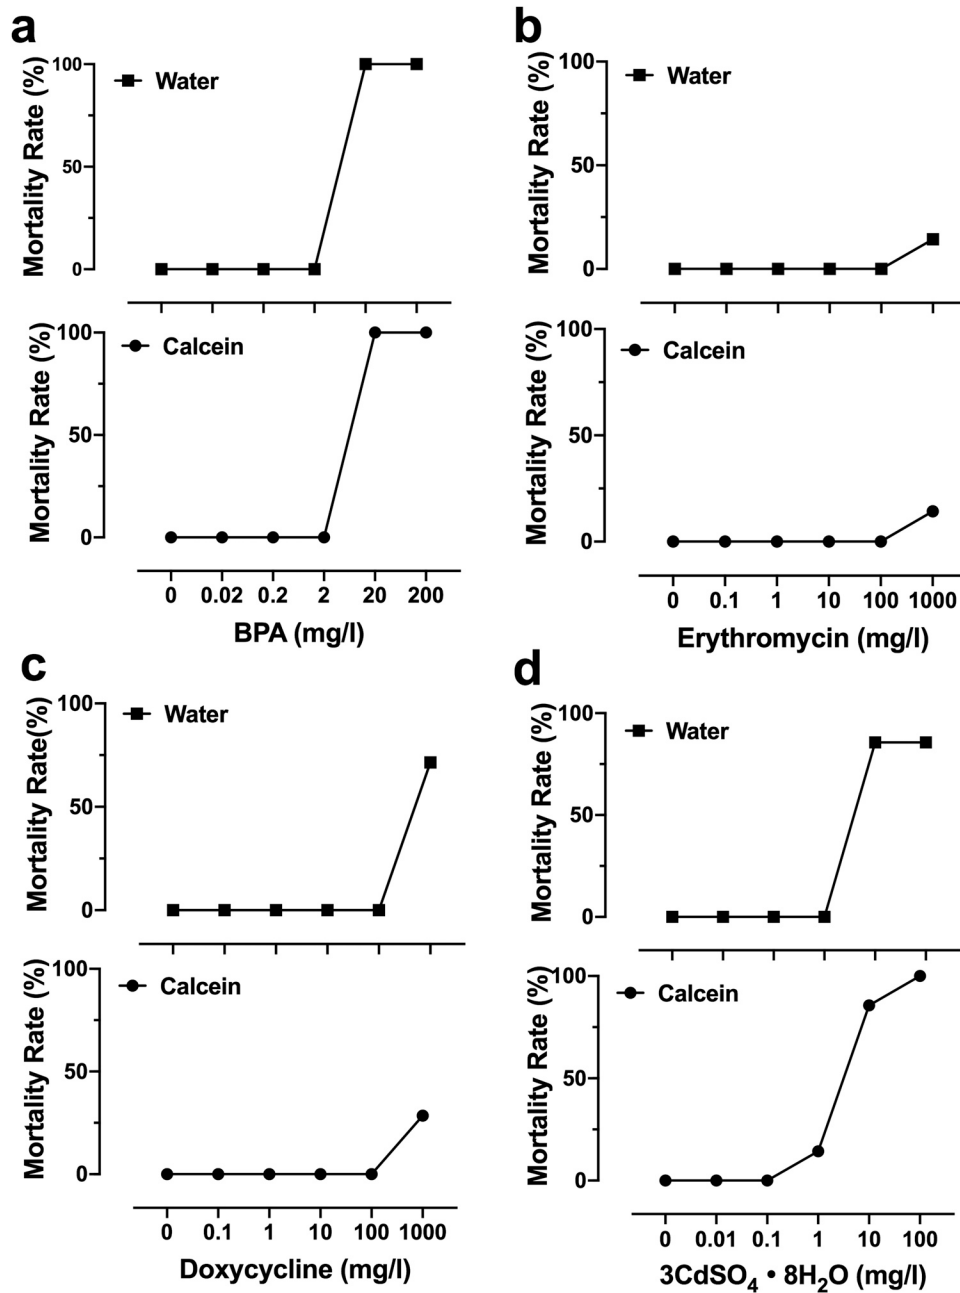 a
Mortality Rate (%)
100
50
0
Water
Mortality Rate (%)
100
50
0
Calcein
0 0.02 0.2 2 20 200
BPA (mg/l)
b
Mortality Rate (%)
100
50
0
Water
Mortality Rate (%)
100
50
0
Calcein
0 0.1 1 10 100 1000
Erythromycin (mg/l)
c
Mortality Rate(%)
100
50
0
Water
Mortality Rate (%)
100
50
0
Calcein
0 0.1 1 10 100 1000
Doxycycline (mg/l)
d
Mortality Rate (%)
100
50
0
Water
Mortality Rate (%)
100
50
0
Calcein
0 0.01 0.1 1 10 100
3CdSO₄ • 8H₂O (mg/l)